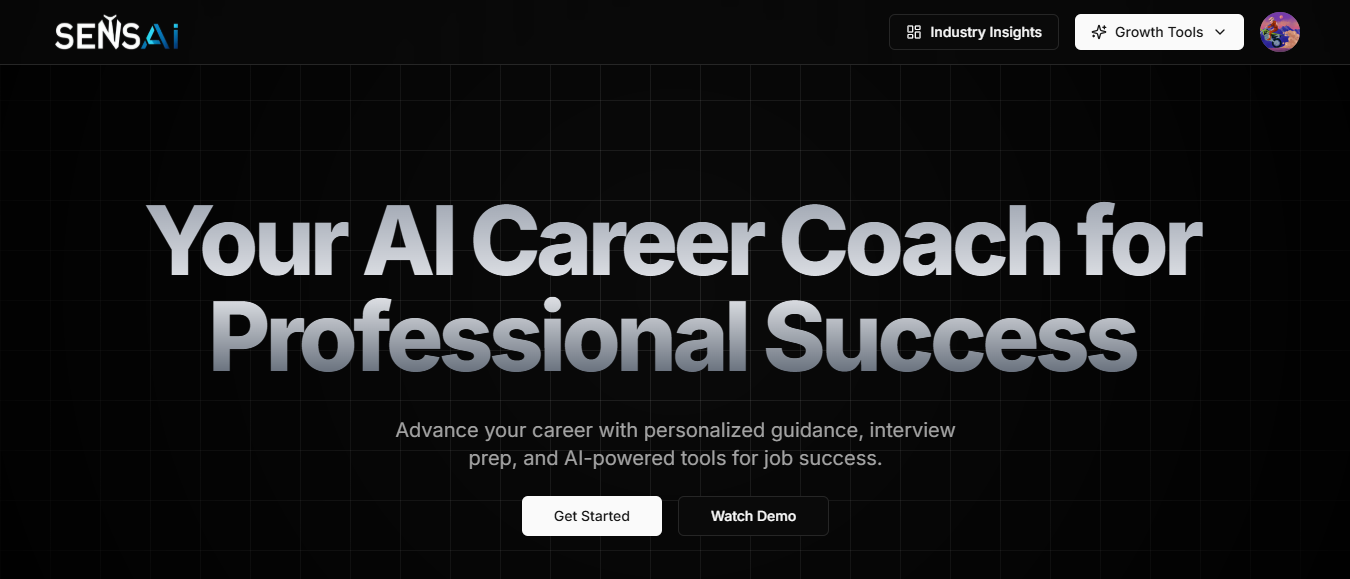 SENSAi
Industry Insights
Growth Tools
Your AI Career Coach for
Professional Success
Advance your career with personalized guidance, interview
prep, and AI-powered tools for job success.
Get Started
Watch Demo